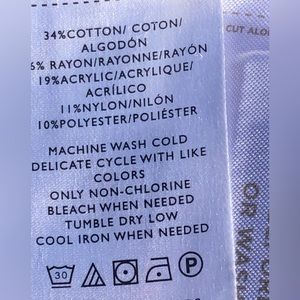 34%COTTON/ COTON/
ALGODÓN
6% RAYON/RAYONNE/RAYÓN
19%ACRYLIC/ACRYLIQUE/
ACRÍLICO
11%NYLON/NILÓN
10%POLYESTER/POLIÉSTER
MACHINE WASH COLD
DELICATE CYCLE WITH LIKE
COLORS
ONLY NON-CHLORINE
BLEACH WHEN NEEDED
TUMBLE DRY LOW
COOL IRON WHEN NEEDED
30
P
CUT ALO
OR WAS